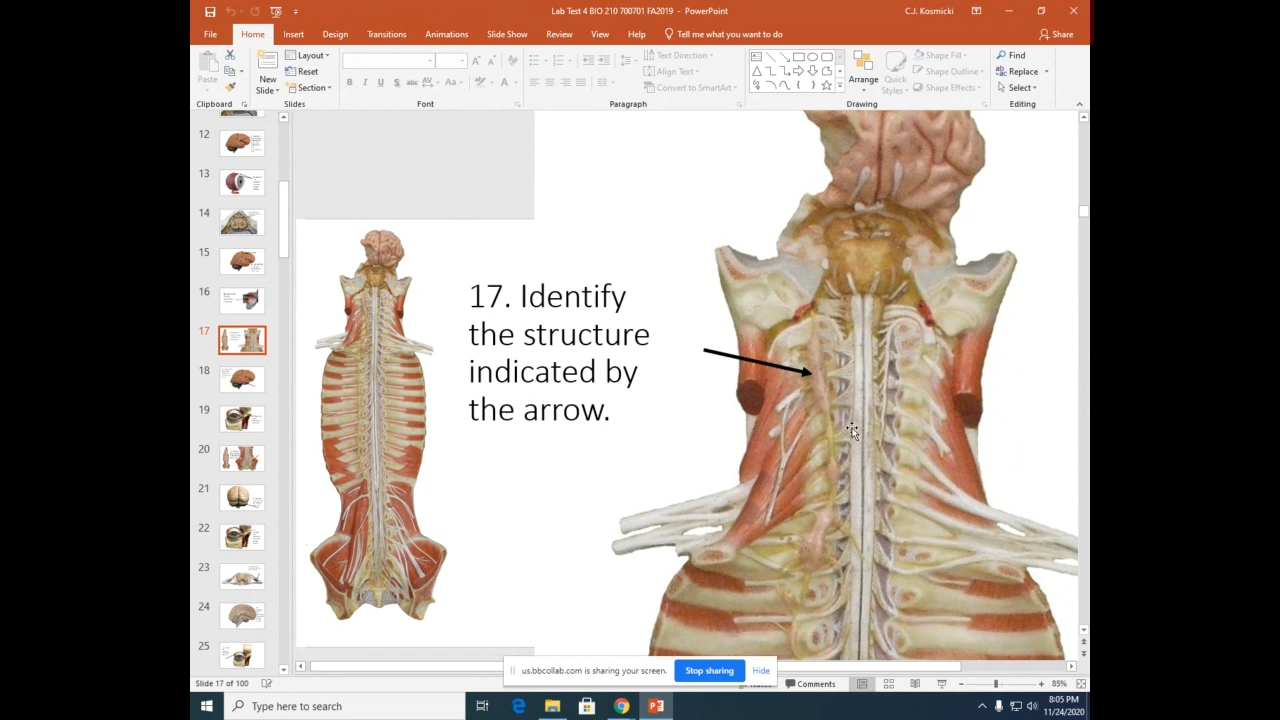 Lab Test 4 BIO 210 700701 FA2019 - PowerPoint
C.J. Kosmicki
File Home Insert Design Transitions Animations Slide Show Review View Help Tell me what you want to do
Share
Paste
New Slide
Layout
Reset
Section
B I U S abc AV Aa A
Text Direction
Align Text
Convert to SmartArt
Arrange
Quick Styles
Shape Fill
Shape Outline
Shape Effects
Find
Replace
Select
Clipboard Slides Font Paragraph Drawing Editing
12
13
14
15
16
17
18
19
20
21
22
23
24
25
17. Identify
the structure
indicated by
the arrow.
us.bbcollab.com is sharing your screen. Stop sharing Hide
Slide 17 of 100
Comments
85%
Type here to search
8:05 PM
11/24/2020